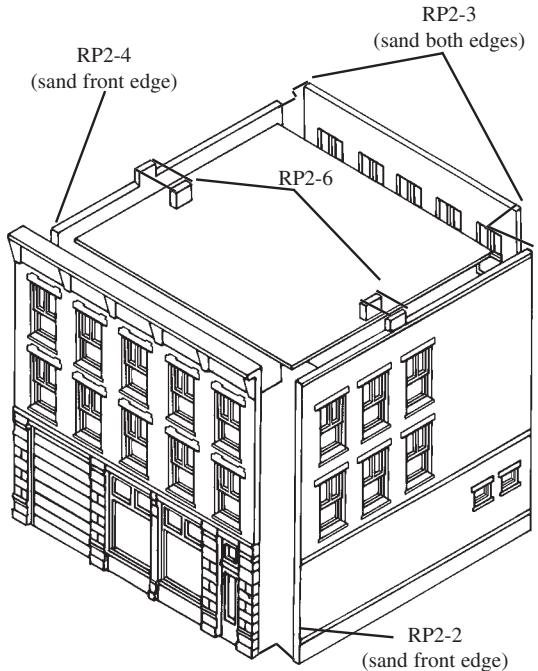 RP2-3
(sand both edges)
RP2-4
(sand front edge)
RP2-6
RP2-2
(sand front edge)